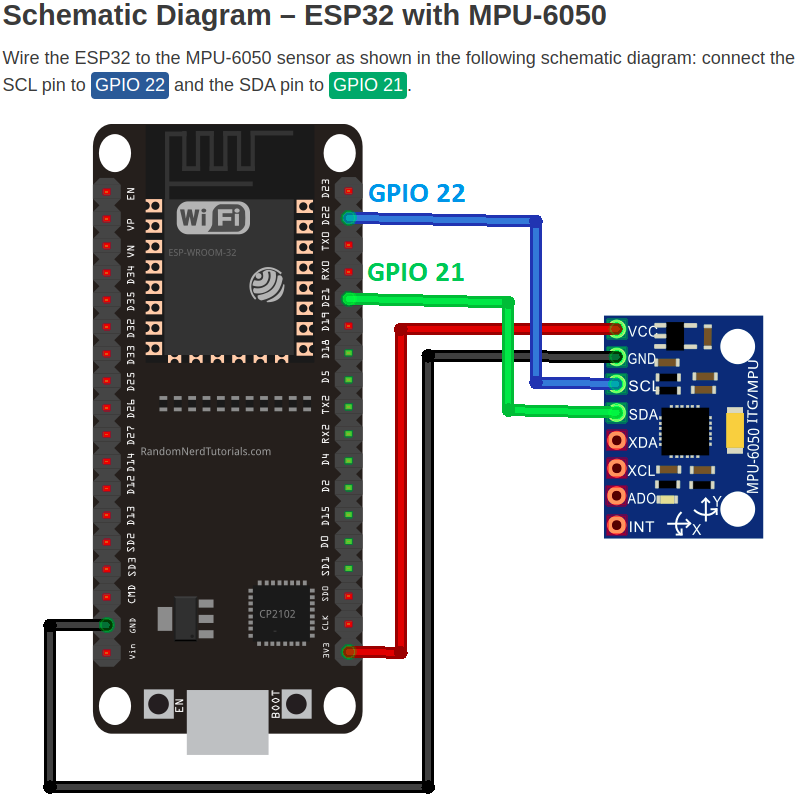 Schematic Diagram – ESP32 with MPU-6050
Wire the ESP32 to the MPU-6050 sensor as shown in the following schematic diagram: connect the
SCL pin to GPIO 22 and the SDA pin to GPIO 21.
GPIO 22
GPIO 21
WiFi
ESP-WROOM-32
RandomNerdTutorials.com
CP2102
EN
VP
VN
D34
D35
D32
D33
D25
D26
D27
D14
D12
D13
SD2
SD3
CMD
GND
Vin
D23
D22
TX0
RX0
D21
D19
D18
D5
TX2
RX2
D4
D2
D15
D0
SD1
SD0
CLK
3V3
EN
BOOT
VCC
GND
SCL
SDA
XDA
XCL
ADO
INT
MPU-6050 ITG/MPU
Y
X